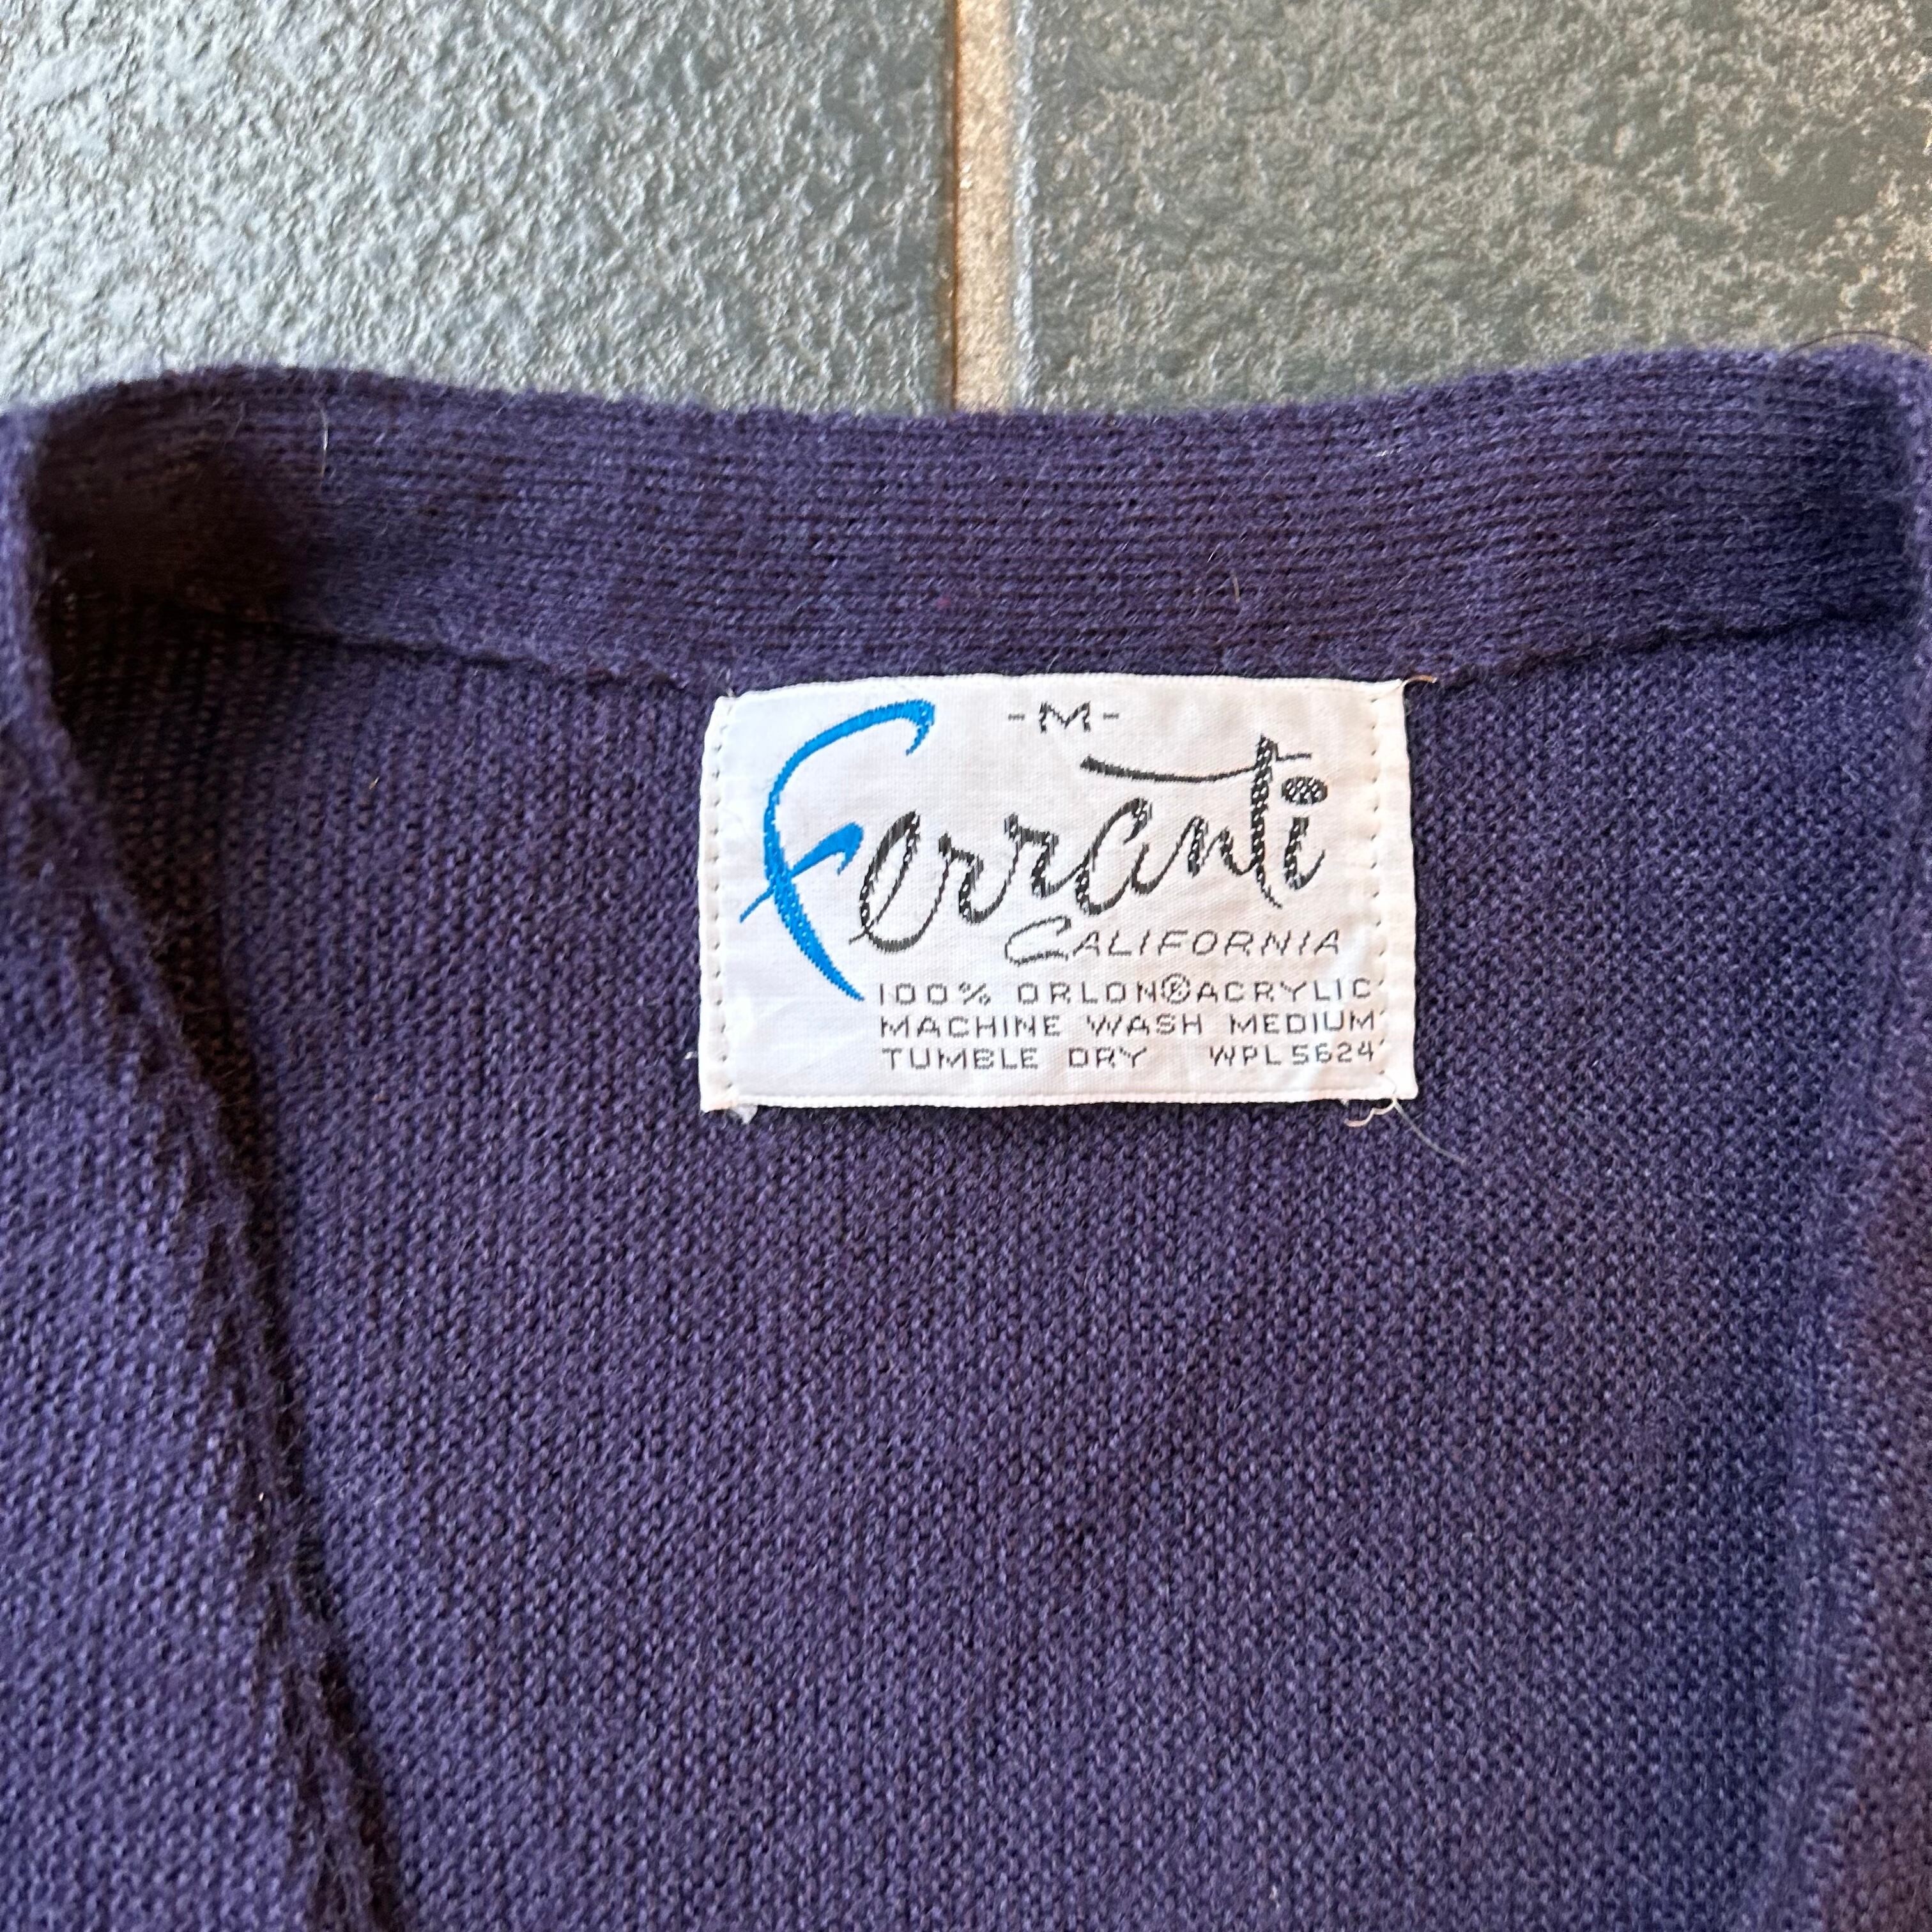 -M-
Ferranti
CALIFORNIA
100% ORLON®ACRYLIC
MACHINE WASH MEDIUM
TUMBLE DRY WPL5624